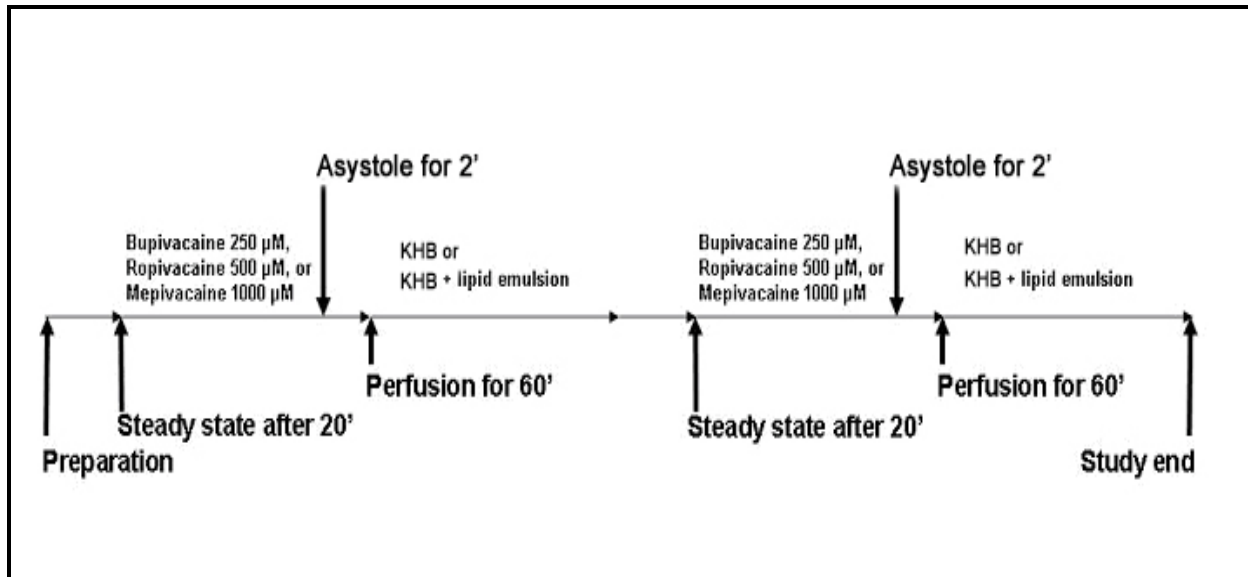 Asystole for 2'
Asystole for 2'
Bupivacaine 250 µM,
Ropivacaine 500 µM, or
Mepivacaine 1000 µM
KHB or
KHB + lipid emulsion
Bupivacaine 250 µM,
Ropivacaine 500 µM, or
Mepivacaine 1000 µM
KHB or
KHB + lipid emulsion
Perfusion for 60'
Perfusion for 60'
Steady state after 20'
Steady state after 20'
Preparation
Study end